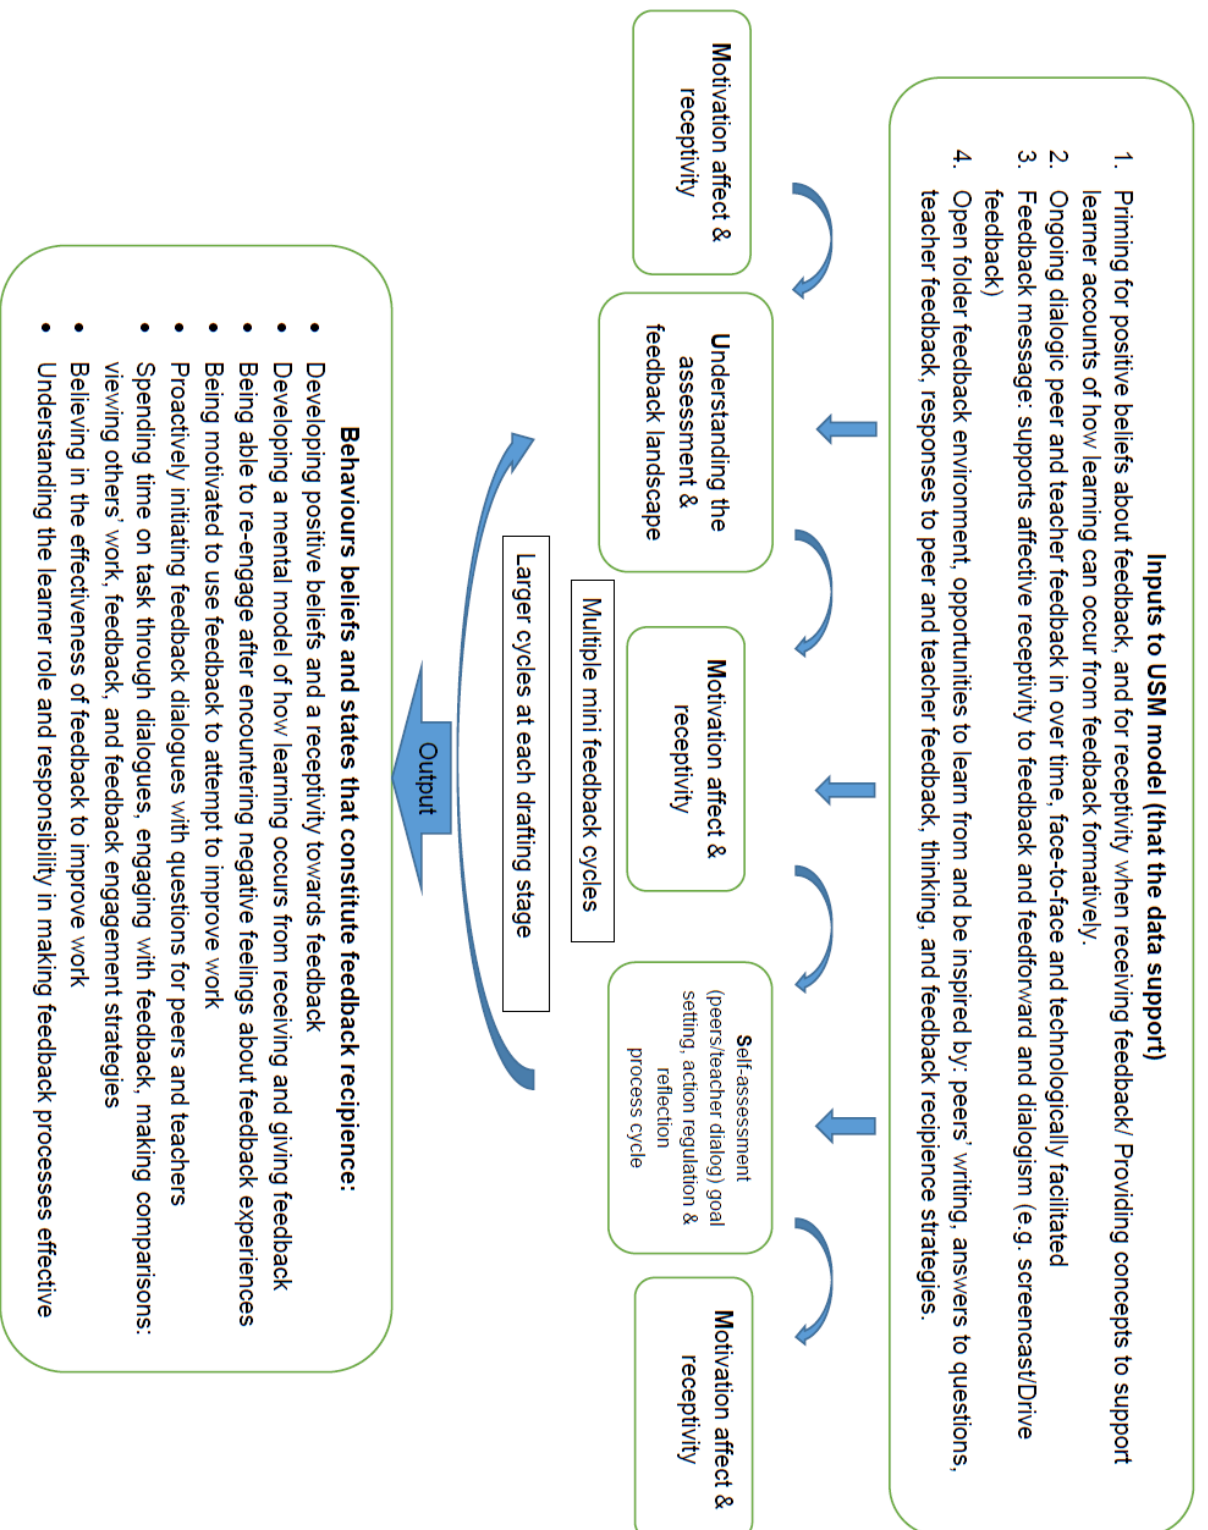 Inputs to USM model (that the data support)
1. Priming for positive beliefs about feedback, and for receptivity when receiving feedback/ Providing concepts to support
learner accounts of how learning can occur from feedback formatively.
2. Ongoing dialogic peer and teacher feedback in over time, face-to-face and technologically facilitated
3. Feedback message: supports affective receptivity to feedback and feedforward and dialogism (e.g. screencast/Drive
feedback)
4. Open folder feedback environment, opportunities to learn from and be inspired by: peers’ writing, answers to questions,
teacher feedback, responses to peer and teacher feedback, thinking, and feedback recipience strategies.
Motivation affect &
receptivity
Understanding the
assessment &
feedback landscape
Motivation affect &
receptivity
Self-assessment
(peers/teacher dialog) goal
setting, action regulation &
reflection
process cycle
Motivation affect &
receptivity
Multiple mini feedback cycles
Larger cycles at each drafting stage
Output
Behaviours beliefs and states that constitute feedback recipience:
• Developing positive beliefs and a receptivity towards feedback
• Developing a mental model of how learning occurs from receiving and giving feedback
• Being able to re-engage after encountering negative feelings about feedback experiences
• Being motivated to use feedback to attempt to improve work
• Proactively initiating feedback dialogues with questions for peers and teachers
• Spending time on task through dialogues, engaging with feedback, making comparisons:
viewing others’ work, feedback, and feedback engagement strategies
• Believing in the effectiveness of feedback to improve work
• Understanding the learner role and responsibility in making feedback processes effective